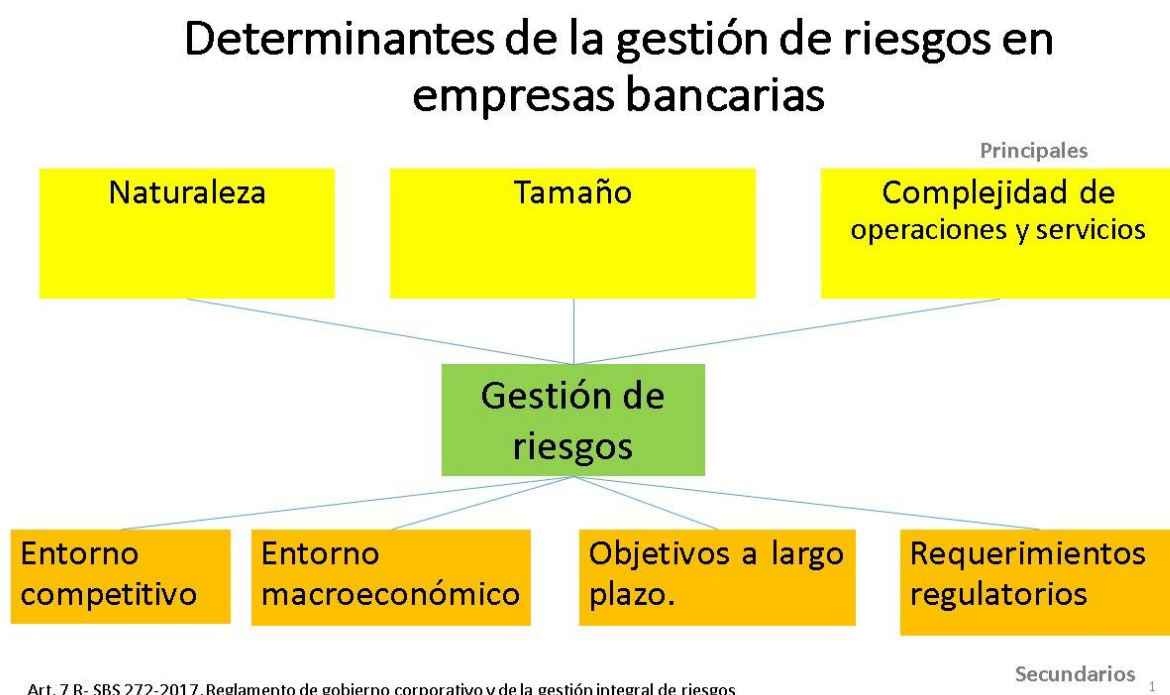 Determinantes de la gestión de riesgos en
empresas bancarias
Principales
Naturaleza
Tamaño
Complejidad de
operaciones y servicios
Gestión de
riesgos
Entorno
competitivo
Entorno
macroeconómico
Objetivos a largo
plazo.
Requerimientos
regulatorios
Secundarios
Art. 7 R- SBS 272-2017. Reglamento de gobierno corporativo y de la gestión integral de riesgos
1